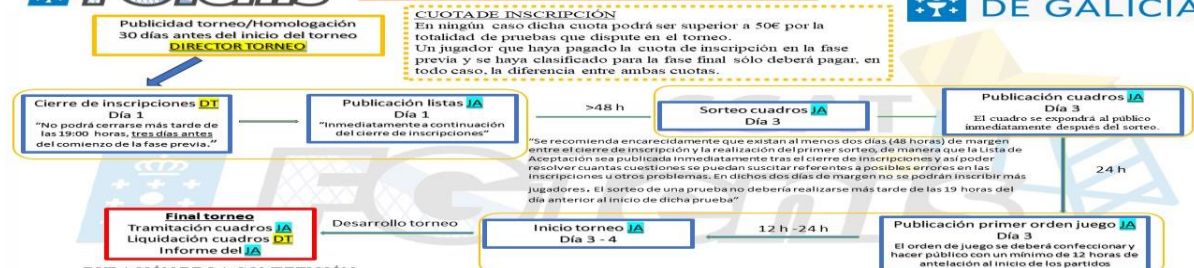 DE GALICIA
Publicidad torneo/Homologación
30 días antes del inicio del torneo
DIRECTOR TORNEO
CUOTA DE INSCRIPCIÓN
En ningún caso dicha cuota podrá ser superior a 50€ por la
totalidad de pruebas que dispute en el torneo.
Un jugador que haya pagado la cuota de inscripción en la fase
previa y se haya clasificado para la fase final sólo deberá pagar, en
todo caso, la diferencia entre ambas cuotas.
Cierre de inscripciones DT
Día 1
"No podrá cerrarse más tarde de
las 19:00 horas, tres días antes
del comienzo de la fase previa."
Publicación listas JA
Día 1
"Inmediatamente a continuación
del cierre de inscripciones"
>48 h
Sorteo cuadros JA
Día 3
Publicación cuadros JA
Día 3
El cuadro se expondrá al público
inmediatamente después del sorteo.
"Se recomienda encarecidamente que existan al menos dos días (48 horas) de margen
entre el cierre de inscripción y la realización del primer sorteo, de manera que la Lista de
Aceptación sea publicada inmediatamente tras el cierre de inscripciones y así poder
resolver cuantas cuestiones se puedan suscitar referentes a posibles errores en las
inscripciones u otros problemas. En dichos dos días de margen no se podrán inscribir más
jugadores. El sorteo de una prueba no debería realizarse más tarde de las 19 horas del
día anterior al inicio de dicha prueba"
24 h
Publicación primer orden juego JA
Día 3
El orden de juego se deberá confeccionar y
hacer público con un mínimo de 12 horas de
antelación al inicio de los partidos
12 h -24 h
Inicio torneo JA
Día 3 - 4
Desarrollo torneo
Final torneo
Tramitación cuadros JA
Liquidación cuadros DT
Informe del JA